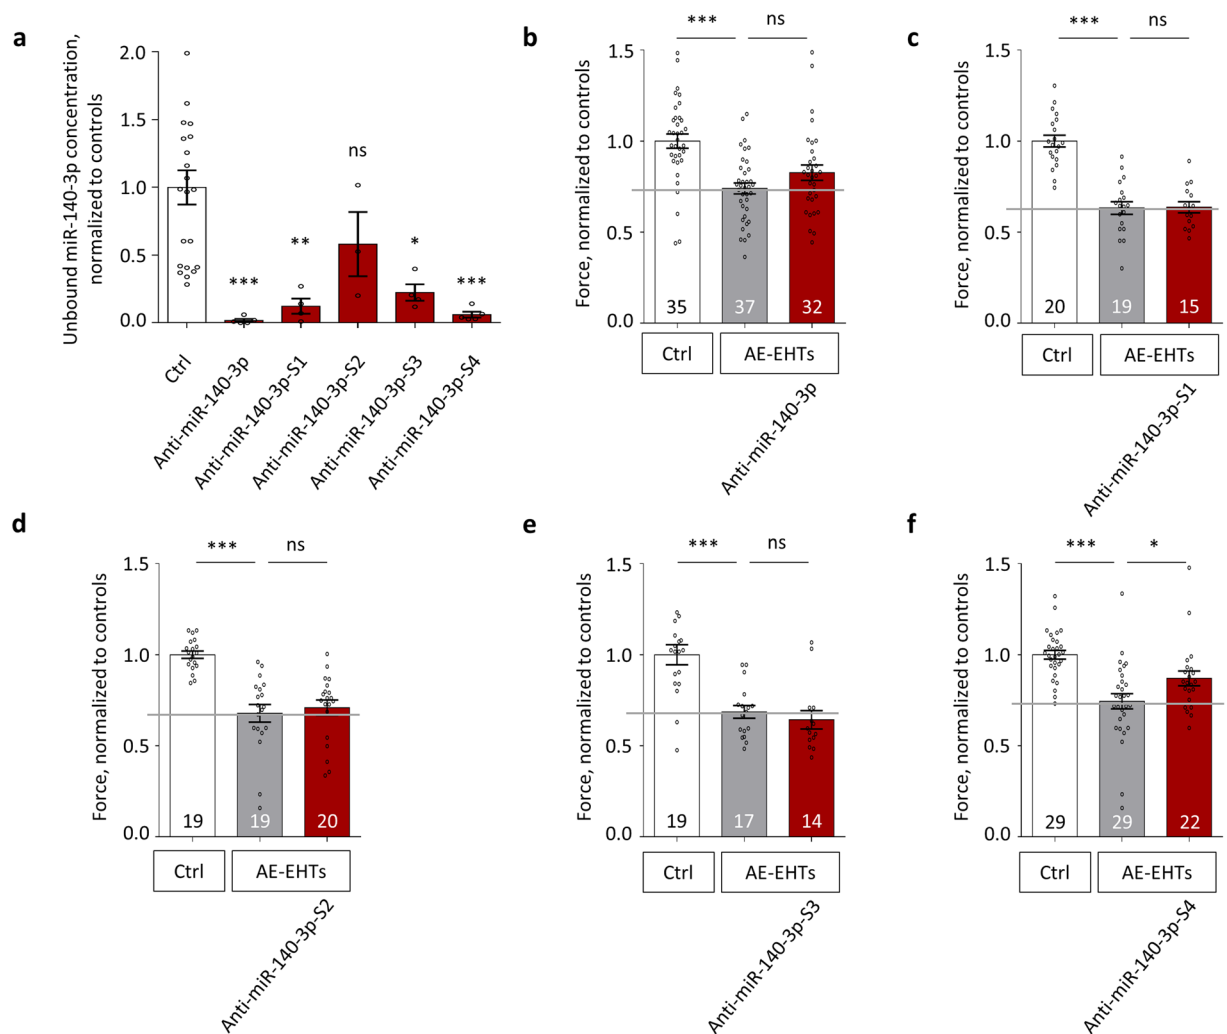 a
Unbound miR-140-3p concentration,
normalized to controls
2.0
1.5
1.0
0.5
0.0
***
**
ns
*
***
Ctrl
Anti-miR-140-3p
Anti-miR-140-3p-S1
Anti-miR-140-3p-S2
Anti-miR-140-3p-S3
Anti-miR-140-3p-S4
b
Force, normalized to controls
1.5
1.0
0.5
0.0
***
ns
35
37
32
Ctrl
AE-EHTs
Anti-miR-140-3p
c
Force, normalized to controls
1.5
1.0
0.5
0.0
***
ns
20
19
15
Ctrl
AE-EHTs
Anti-miR-140-3p-S1
d
Force, normalized to controls
1.5
1.0
0.5
0.0
***
ns
19
19
20
Ctrl
AE-EHTs
Anti-miR-140-3p-S2
e
Force, normalized to controls
1.5
1.0
0.5
0.0
***
ns
19
17
14
Ctrl
AE-EHTs
Anti-miR-140-3p-S3
f
Force, normalized to controls
1.5
1.0
0.5
0.0
***
*
29
29
22
Ctrl
AE-EHTs
Anti-miR-140-3p-S4